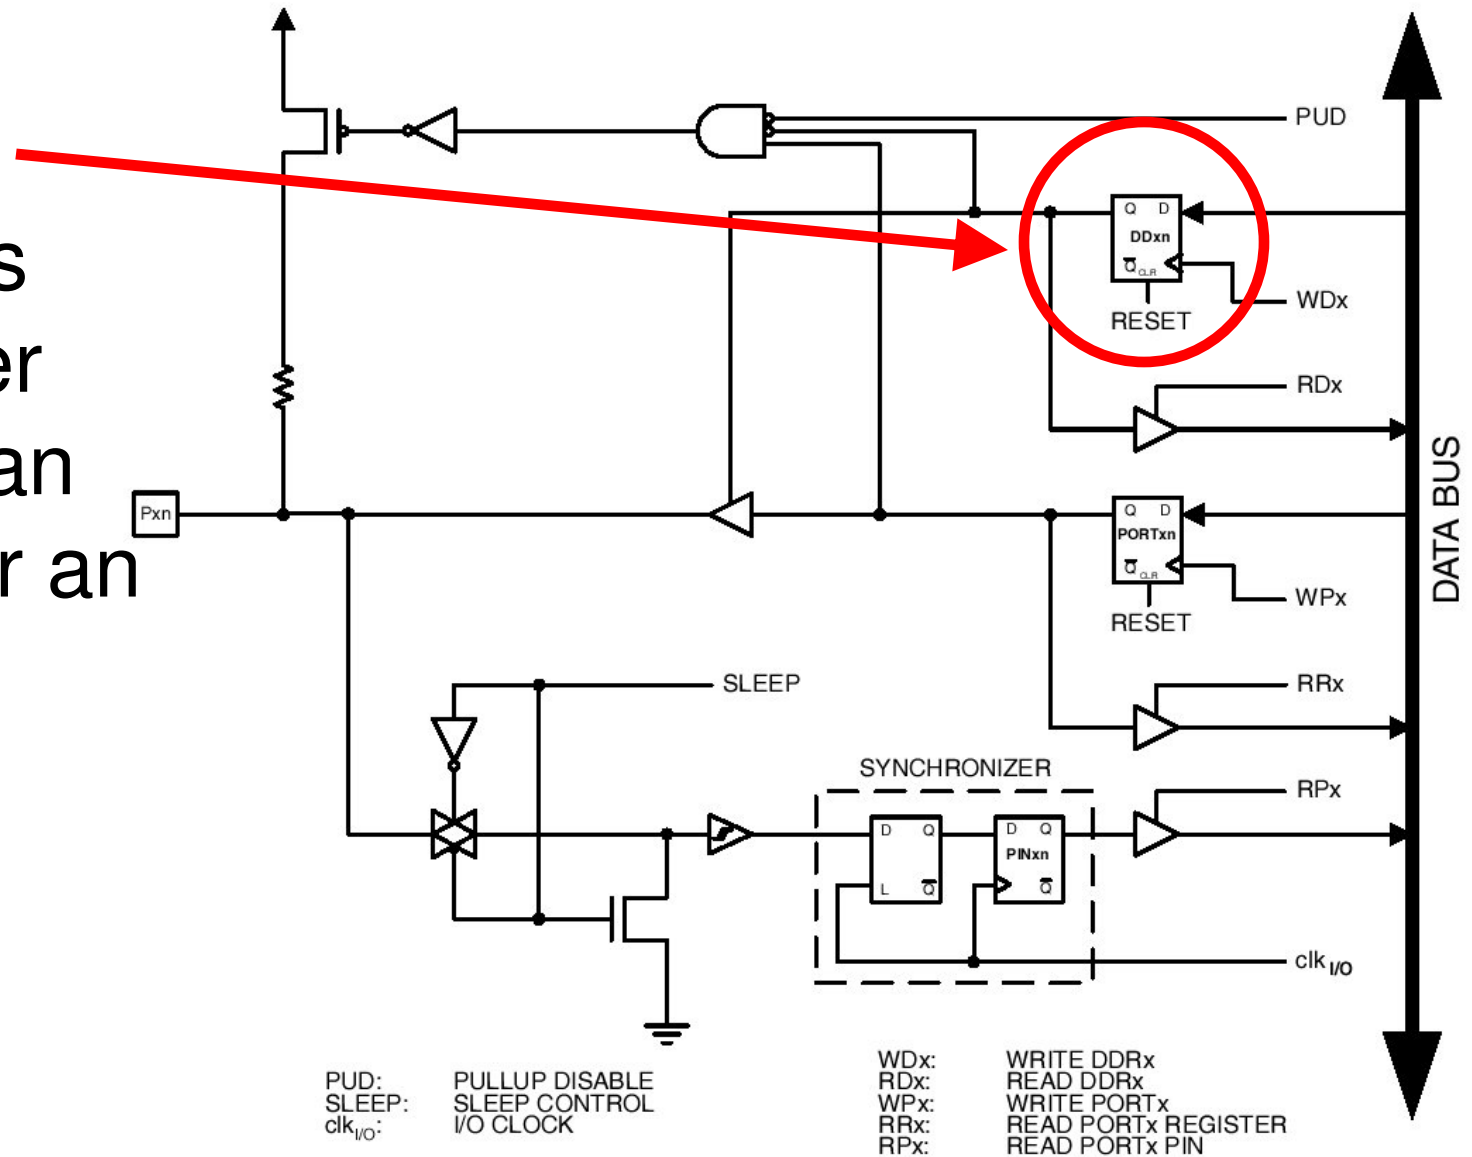 PUD
s
er
an
r an
Q D
DDxn
Q CLR
RESET
WDx
RDx
Pxn
Q D
PORTxn
Q CLR
RESET
WPx
DATA BUS
SLEEP
RRx
SYNCHRONIZER
RPx
D Q
L Q
D Q
PINxn
Q
clk I/O
PUD: PULLUP DISABLE
SLEEP: SLEEP CONTROL
clkI/O: I/O CLOCK
WDx: WRITE DDRx
RDx: READ DDRx
WPx: WRITE PORTx
RRx: READ PORTx REGISTER
RPx: READ PORTx PIN